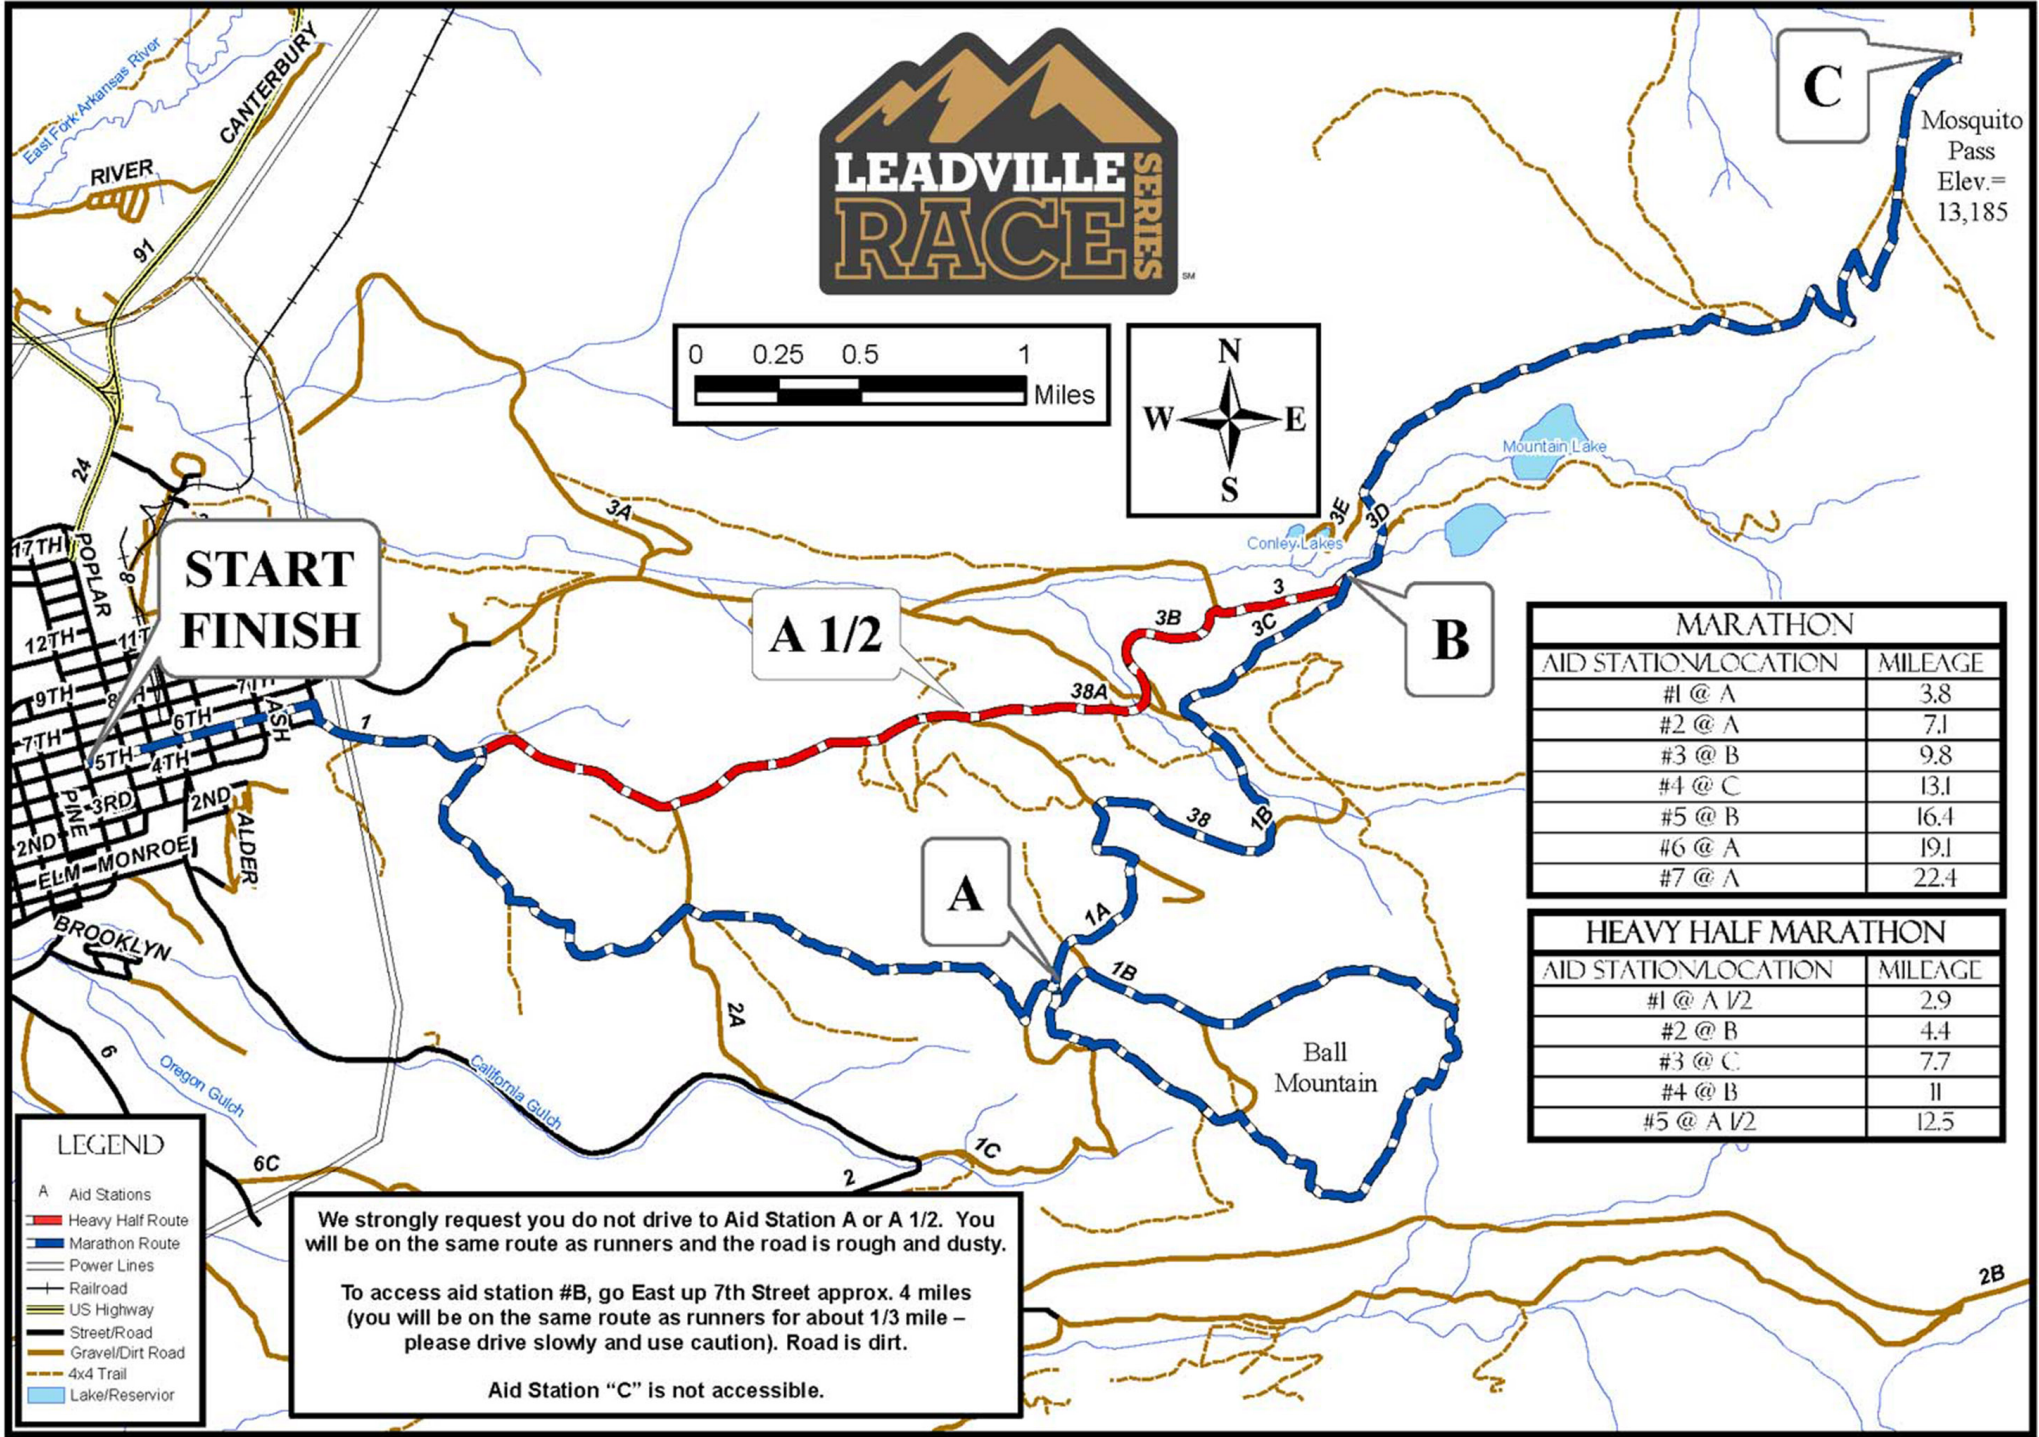 East Fork Arkansas River
CANTERBURY
RIVER
91
24
LEADVILLE
RACE
SERIES
SM
C
Mosquito
Pass
Elev.=
13,185
0 0.25 0.5 1
Miles
N
W E
S
Mountain Lake
Conley Lakes
3E
3D
3A
START
FINISH
17TH
POPLAR
8
12TH
11T
9TH
8
TH
7TH
6TH
7TH
5TH
4TH
ASH
1
3RD
2ND
PINE
2ND
ALDER
ELM
MONROE
BROOKLYN
A 1/2
38A
3B
3
3C
B
38
1B
A
1A
1B
Ball
Mountain
2A
6
Oregon Gulch
California Gulch
6C
1C
2
2B
MARATHON
AID STATION/LOCATION MILEAGE
#1 @ A 3.8
#2 @ A 7.1
#3 @ B 9.8
#4 @ C 13.1
#5 @ B 16.4
#6 @ A 19.1
#7 @ A 22.4
HEAVY HALF MARATHON
AID STATION/LOCATION MILEAGE
#1 @ A 1/2 2.9
#2 @ B 4.4
#3 @ C 7.7
#4 @ B 11
#5 @ A 1/2 12.5
LEGEND
A Aid Stations
Heavy Half Route
Marathon Route
Power Lines
Railroad
US Highway
Street/Road
Gravel/Dirt Road
4x4 Trail
Lake/Reservior
We strongly request you do not drive to Aid Station A or A 1/2. You
will be on the same route as runners and the road is rough and dusty.
To access aid station #B, go East up 7th Street approx. 4 miles
(you will be on the same route as runners for about 1/3 mile –
please drive slowly and use caution). Road is dirt.
Aid Station “C” is not accessible.